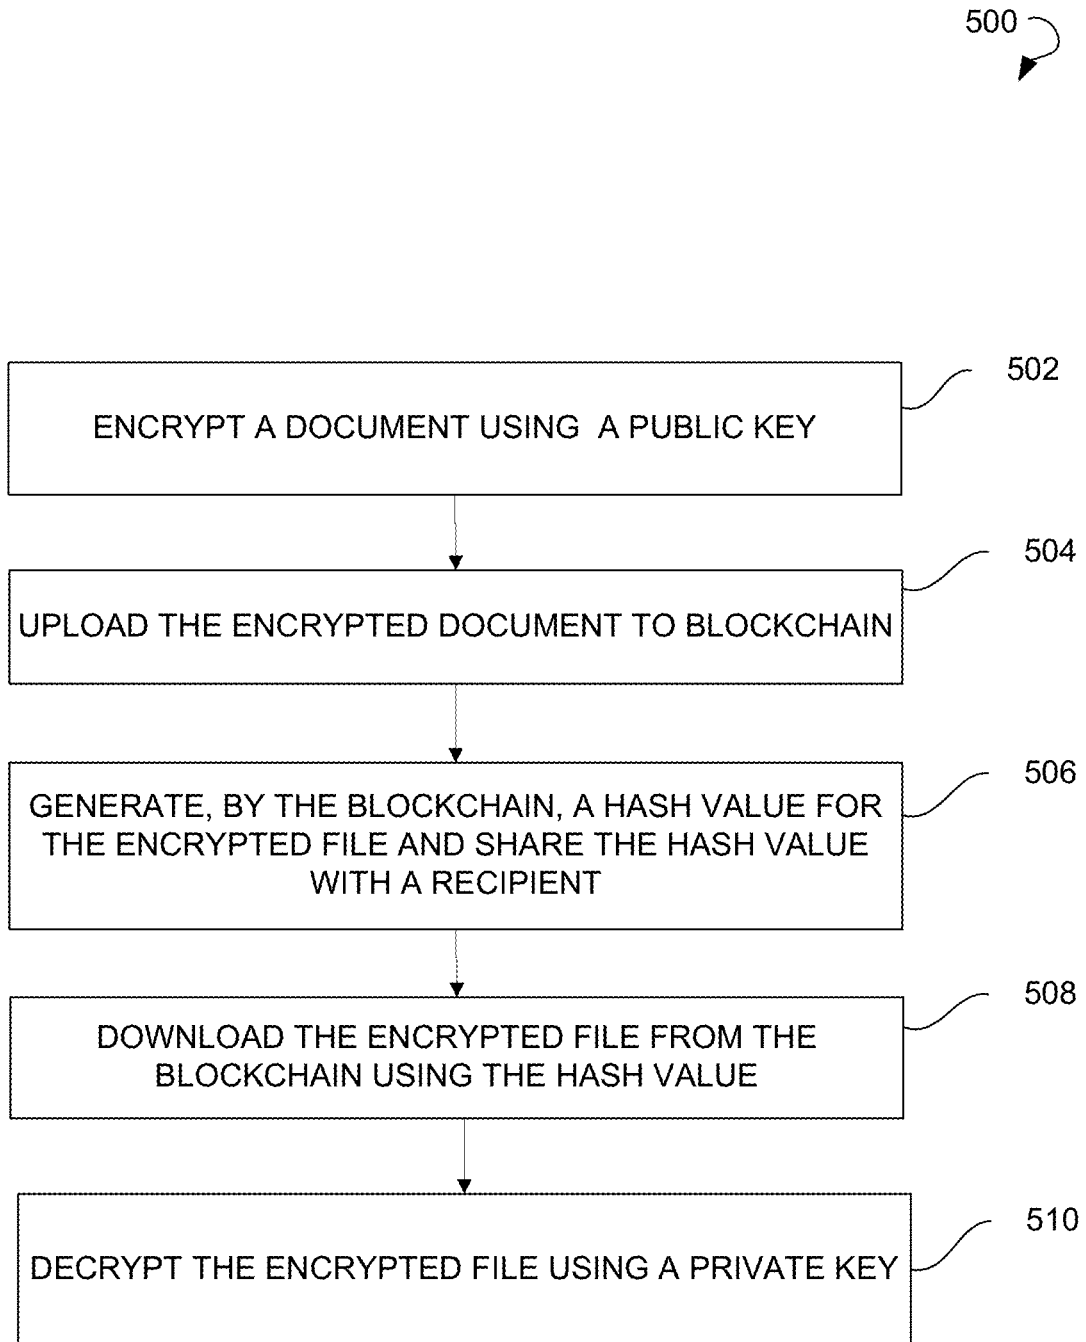 500
502
ENCRYPT A DOCUMENT USING A PUBLIC KEY
504
UPLOAD THE ENCRYPTED DOCUMENT TO BLOCKCHAIN
506
GENERATE, BY THE BLOCKCHAIN, A HASH VALUE FOR
THE ENCRYPTED FILE AND SHARE THE HASH VALUE
WITH A RECIPIENT
508
DOWNLOAD THE ENCRYPTED FILE FROM THE
BLOCKCHAIN USING THE HASH VALUE
510
DECRYPT THE ENCRYPTED FILE USING A PRIVATE KEY